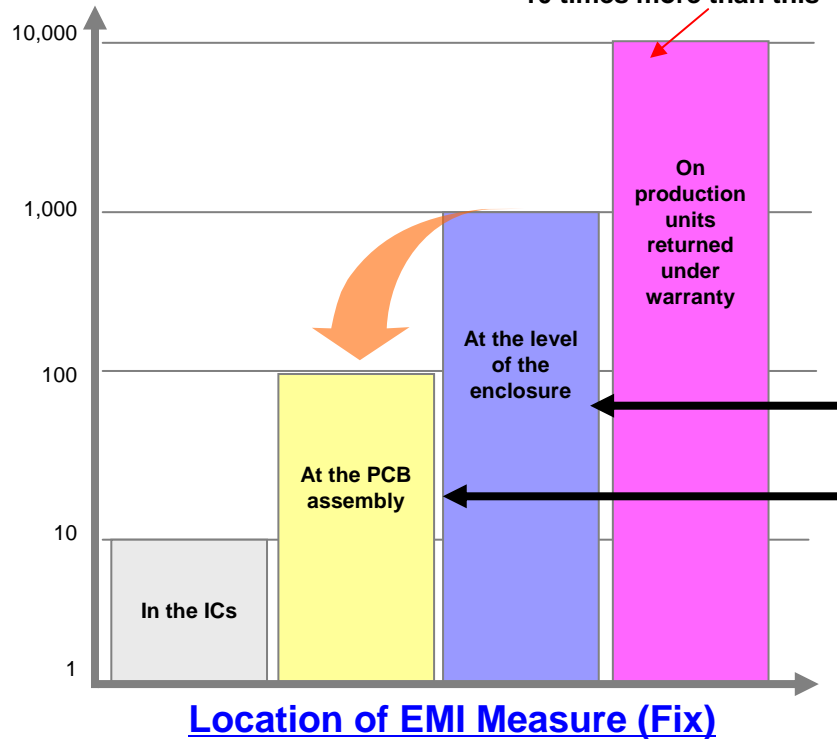 10 times more than this
10,000
1,000
100
10
1
On
production
units
returned
under
warranty
At the level
of the
enclosure
At the PCB
assembly
In the ICs
Location of EMI Measure (Fix)